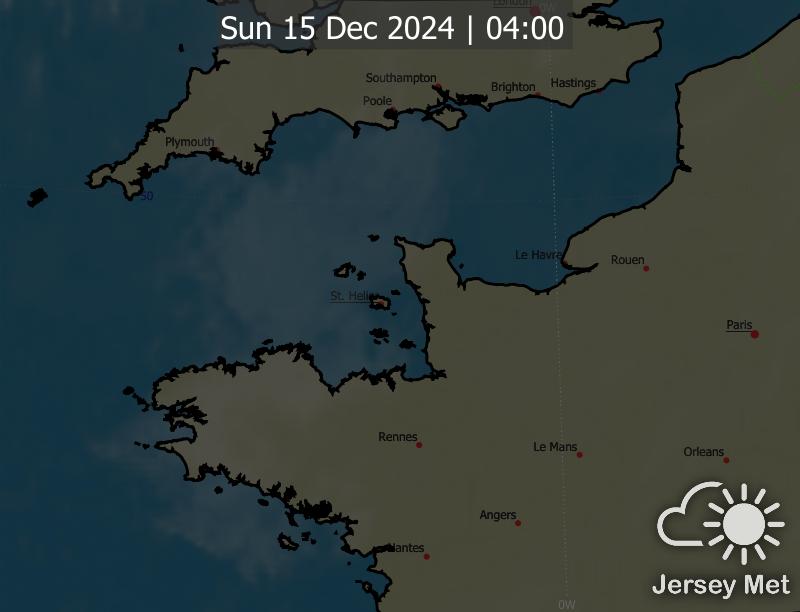 London
0W
Sun 15 Dec 2024 | 04:00
Southampton
Brighton
Hastings
Poole
Plymouth
50
Le Havre
Rouen
St. Helier
Paris
Rennes
Le Mans
Orleans
Angers
Nantes
Jersey Met
0W